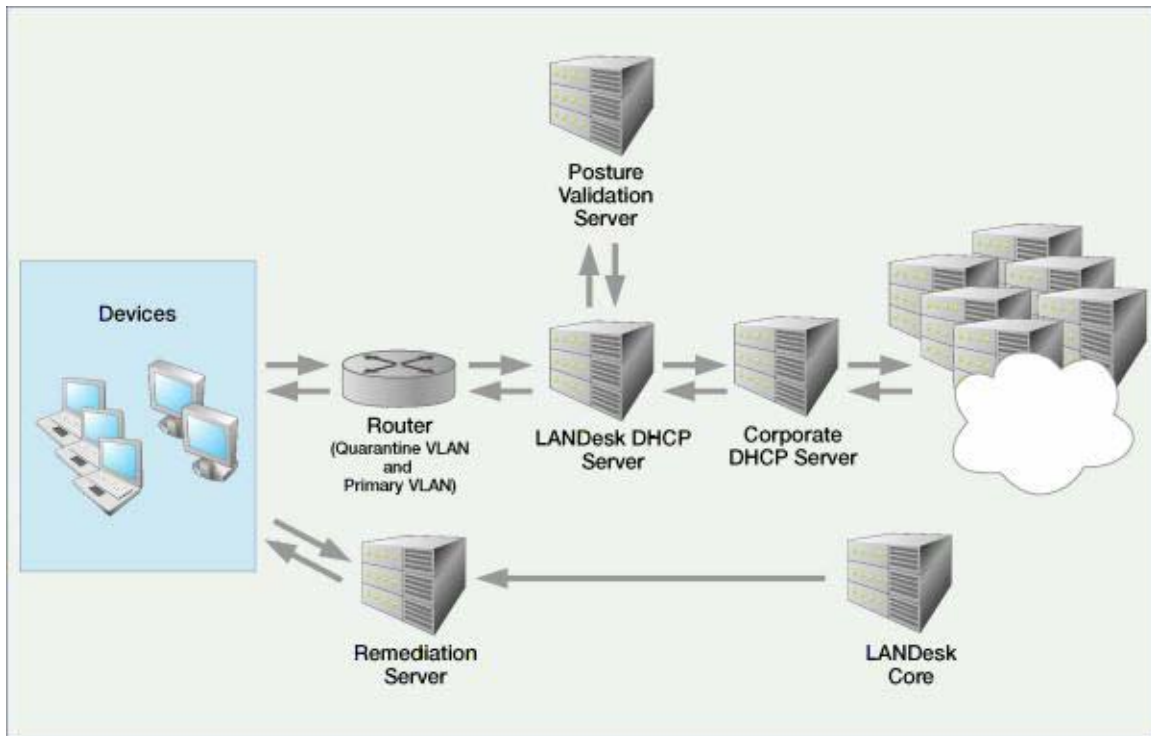 Posture
Validation
Server
Devices
Router
(Quarantine VLAN
and
Primary VLAN)
LANDesk DHCP
Server
Corporate
DHCP Server
Remediation
Server
LANDesk
Core